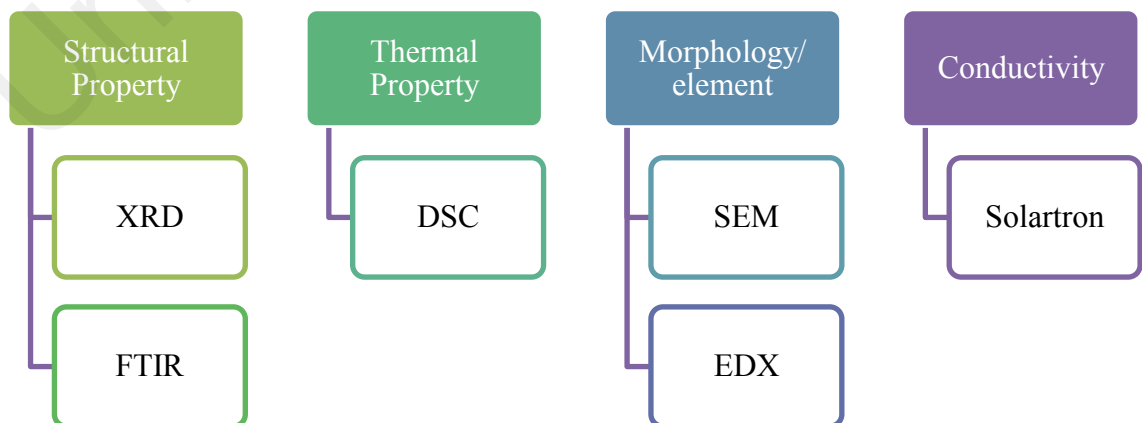 Structural
Property
XRD
FTIR
Thermal
Property
DSC
Morphology/
element
SEM
EDX
Conductivity
Solartron